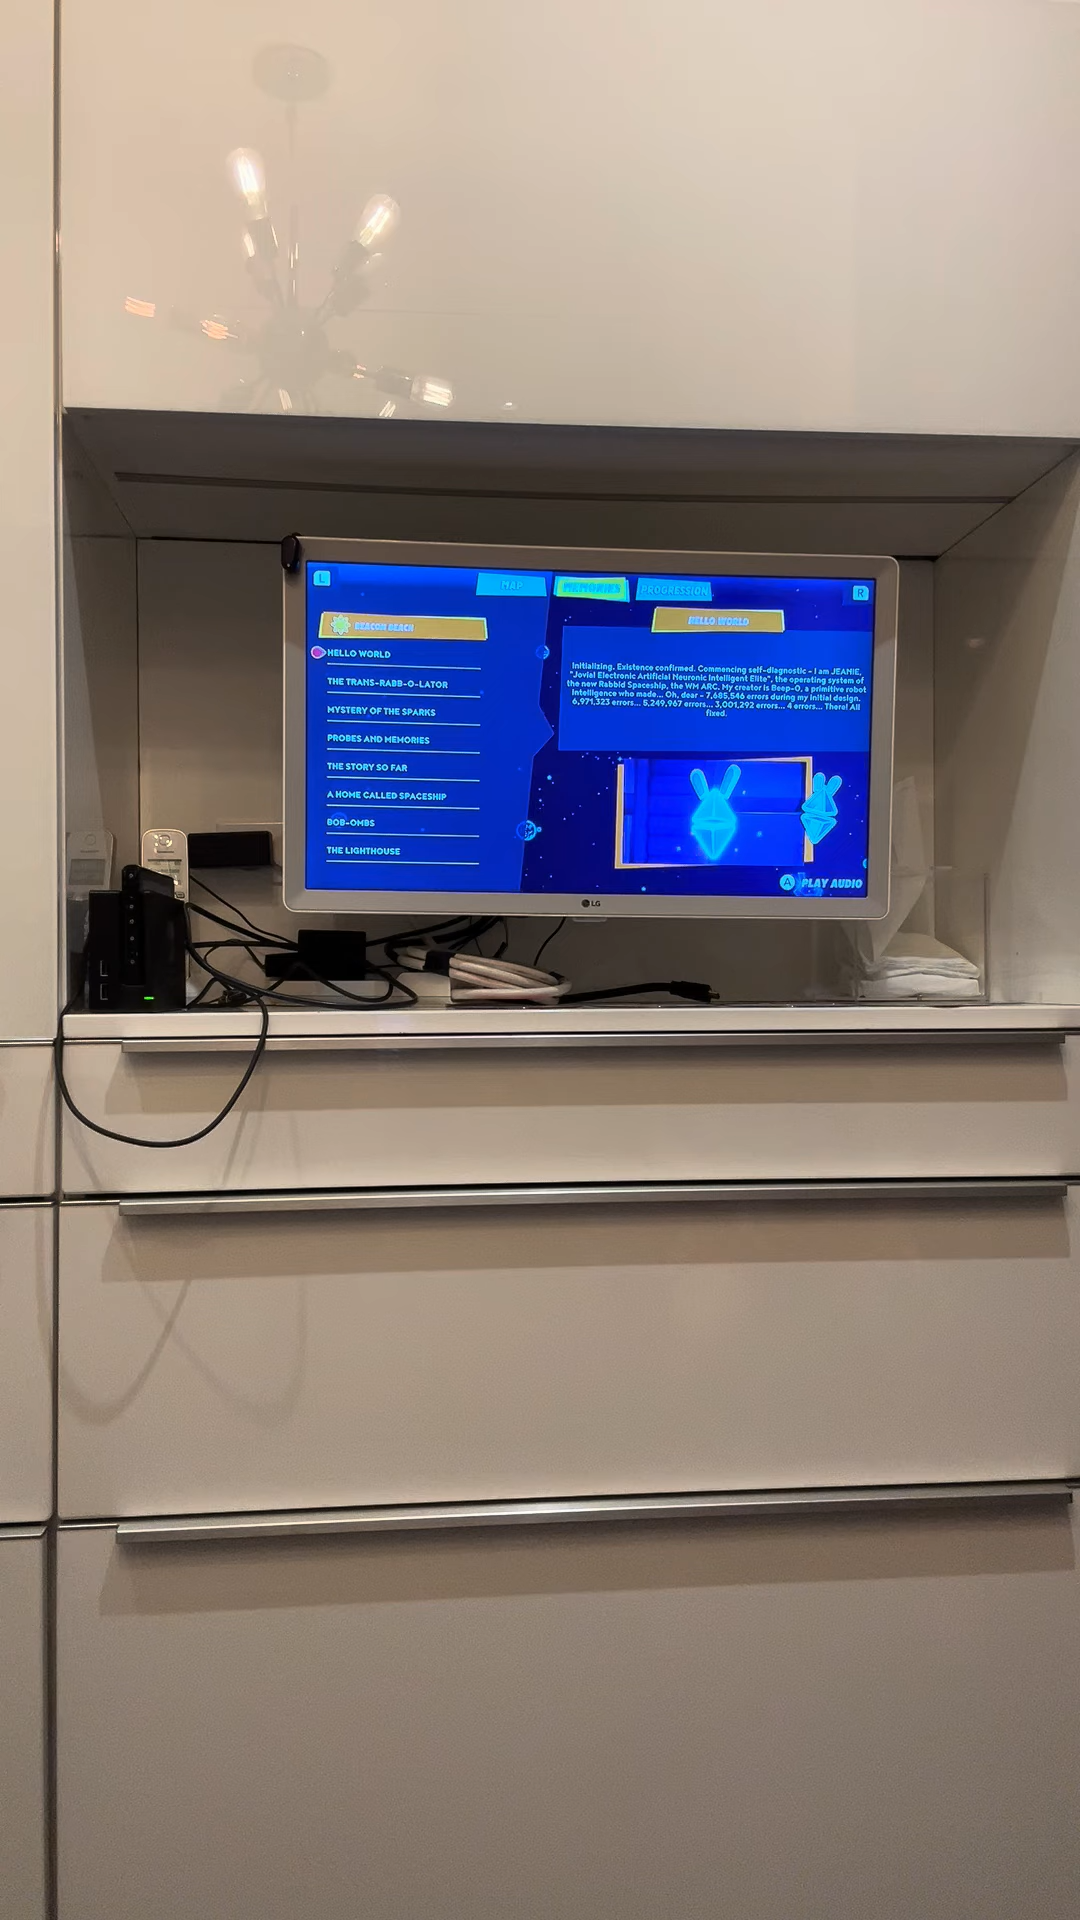 L
MAP
MEMORIES
PROGRESSION
R
BEACON BEACH
HELLO WORLD
THE TRANS-RABB-O-LATOR
MYSTERY OF THE SPARKS
PROBES AND MEMORIES
THE STORY SO FAR
A HOME CALLED SPACESHIP
BOB-OMBS
THE LIGHTHOUSE
HELLO WORLD
Initializing. Existence confirmed. Commencing self-diagnostic - I am JEANIE,
"Jovial Electronic Artificial Neuronic Intelligent Elite", the operating system of
the new Rabbid Spaceship, the WM ARC. My creator is Beep-O, a primitive robot
intelligence who made... Oh, dear - 7,685,546 errors during my initial design.
6,971,323 errors... 5,249,967 errors... 3,001,292 errors... 4 errors... There! All
fixed.
A PLAY AUDIO
LG